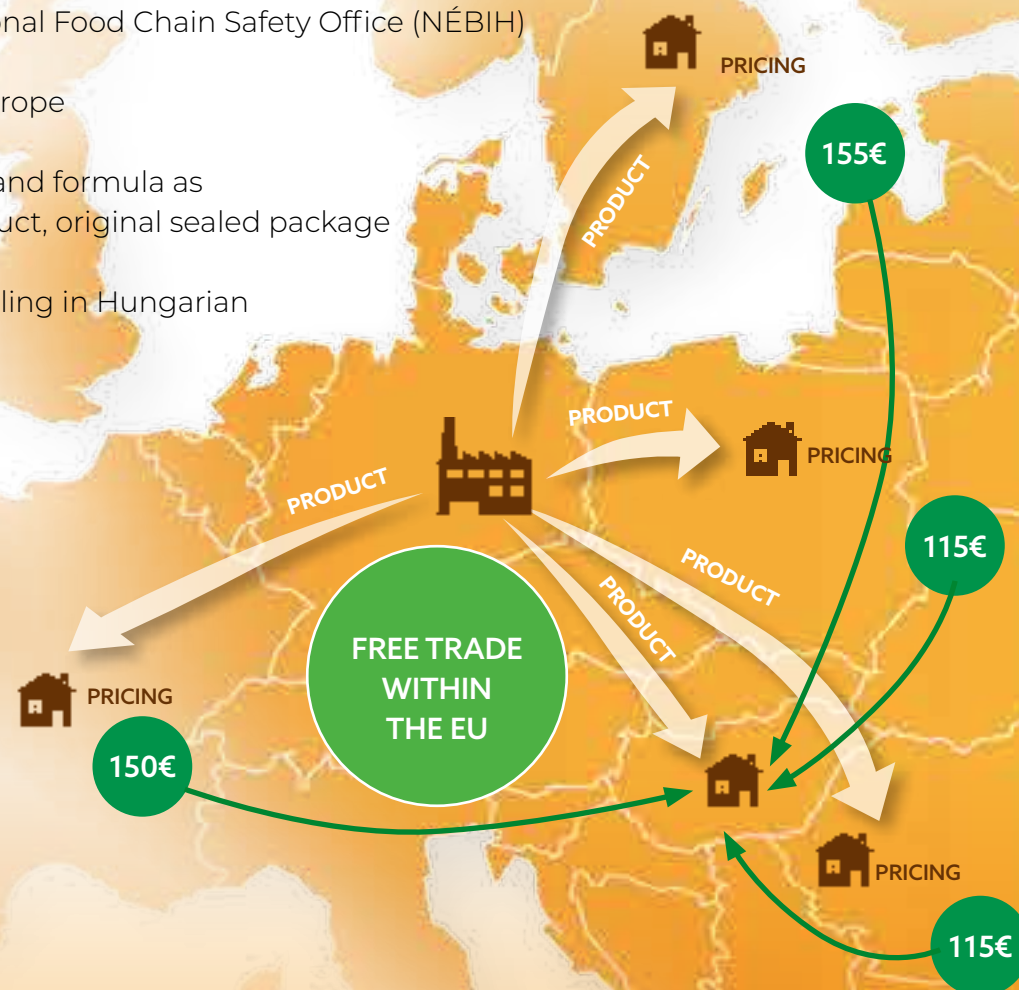 onal Food Chain Safety Office (NÉBIH)
rope
and formula as
uct, original sealed package
ling in Hungarian
PRICING
155€
PRODUCT
PRODUCT
PRICING
PRODUCT
115€
PRODUCT
PRODUCT
FREE TRADE
WITHIN
THE EU
PRICING
150€
PRICING
115€